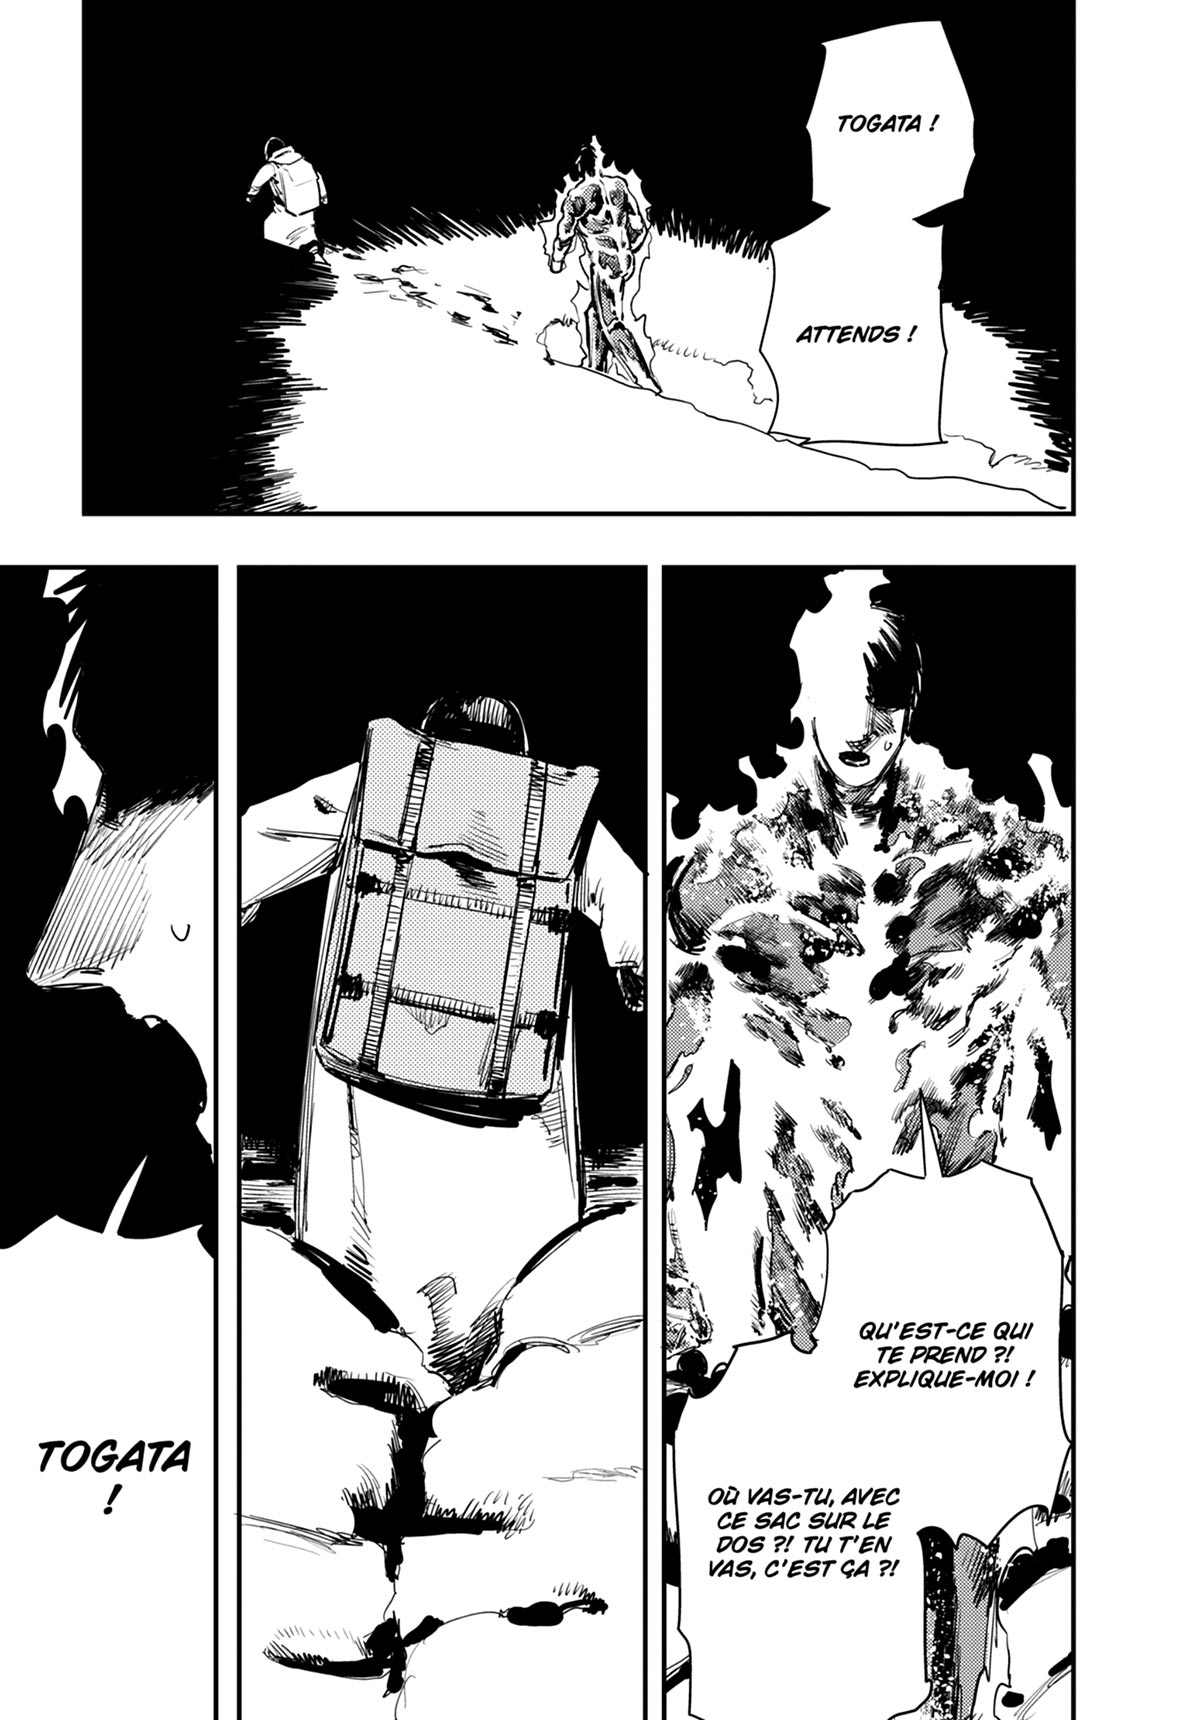 TOGATA !
ATTENDS !
QU'EST-CE QUI
TE PREND ?!
EXPLIQUE-MOI !
OÙ VAS-TU, AVEC
CE SAC SUR LE
DOS ?! TU T'EN
VAS, C'EST ÇA ?!
TOGATA
!